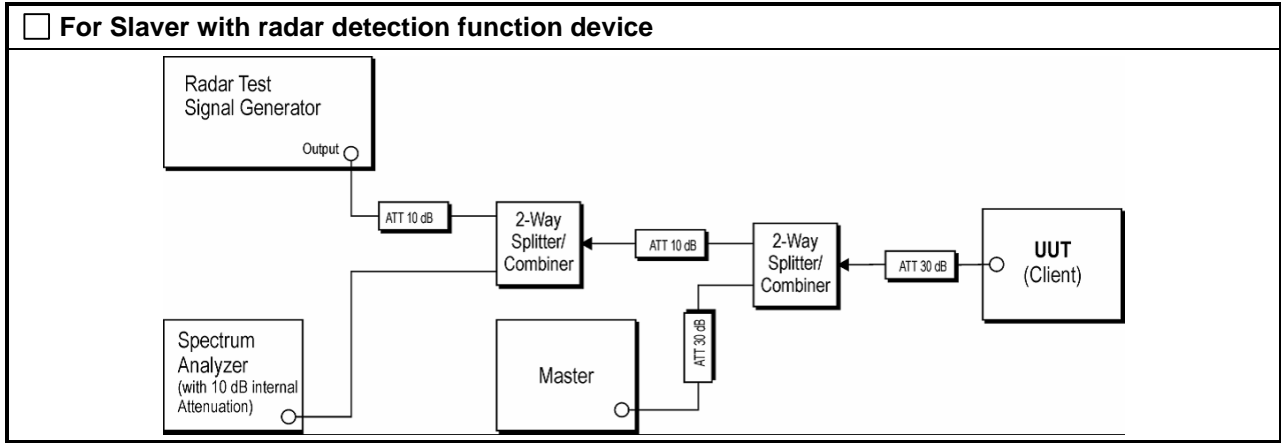 ☐ For Slaver with radar detection function device
Radar Test
Signal Generator
Output
ATT 10 dB
2-Way
Splitter/
Combiner
ATT 10 dB
2-Way
Splitter/
Combiner
ATT 30 dB
UUT
(Client)
Spectrum
Analyzer
(with 10 dB internal
Attenuation)
Master
ATT 30 dB